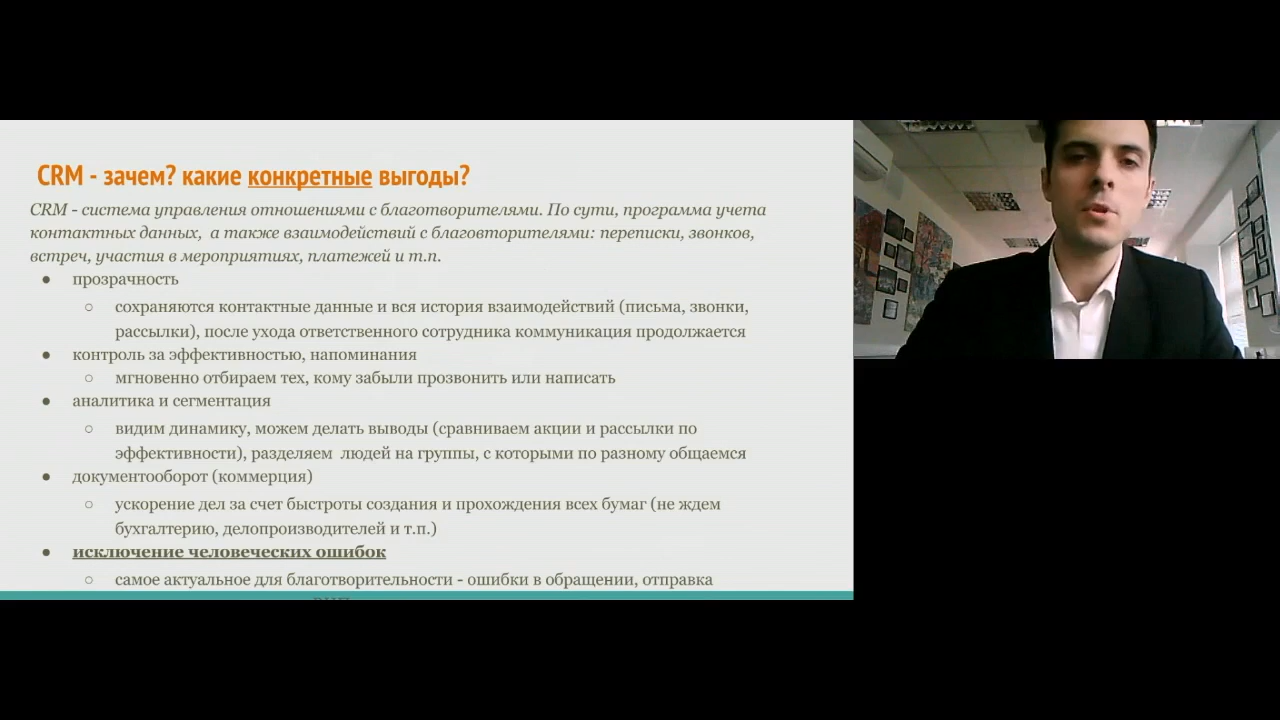 CRM - зачем? какие конкретные выгоды?
CRM - система управления отношениями с благотворителями. По сути, программа учета
контактных данных, а также взаимодействий с благовторителями: переписки, звонков,
встреч, участия в мероприятиях, платежей и т.п.
● прозрачность
○ сохраняются контактные данные и вся история взаимодействий (письма, звонки,
рассылки), после ухода ответственного сотрудника коммуникация продолжается
● контроль за эффективностью, напоминания
○ мгновенно отбираем тех, кому забыли прозвонить или написать
● аналитика и сегментация
○ видим динамику, можем делать выводы (сравниваем акции и рассылки по
эффективности), разделяем людей на группы, с которыми по разному общаемся
● документооборот (коммерция)
○ ускорение дел за счет быстроты создания и прохождения всех бумаг (не ждем
бухгалтерию, делопроизводителей и т.п.)
● исключение человеческих ошибок
○ самое актуальное для благотворительности - ошибки в обращении, отправка